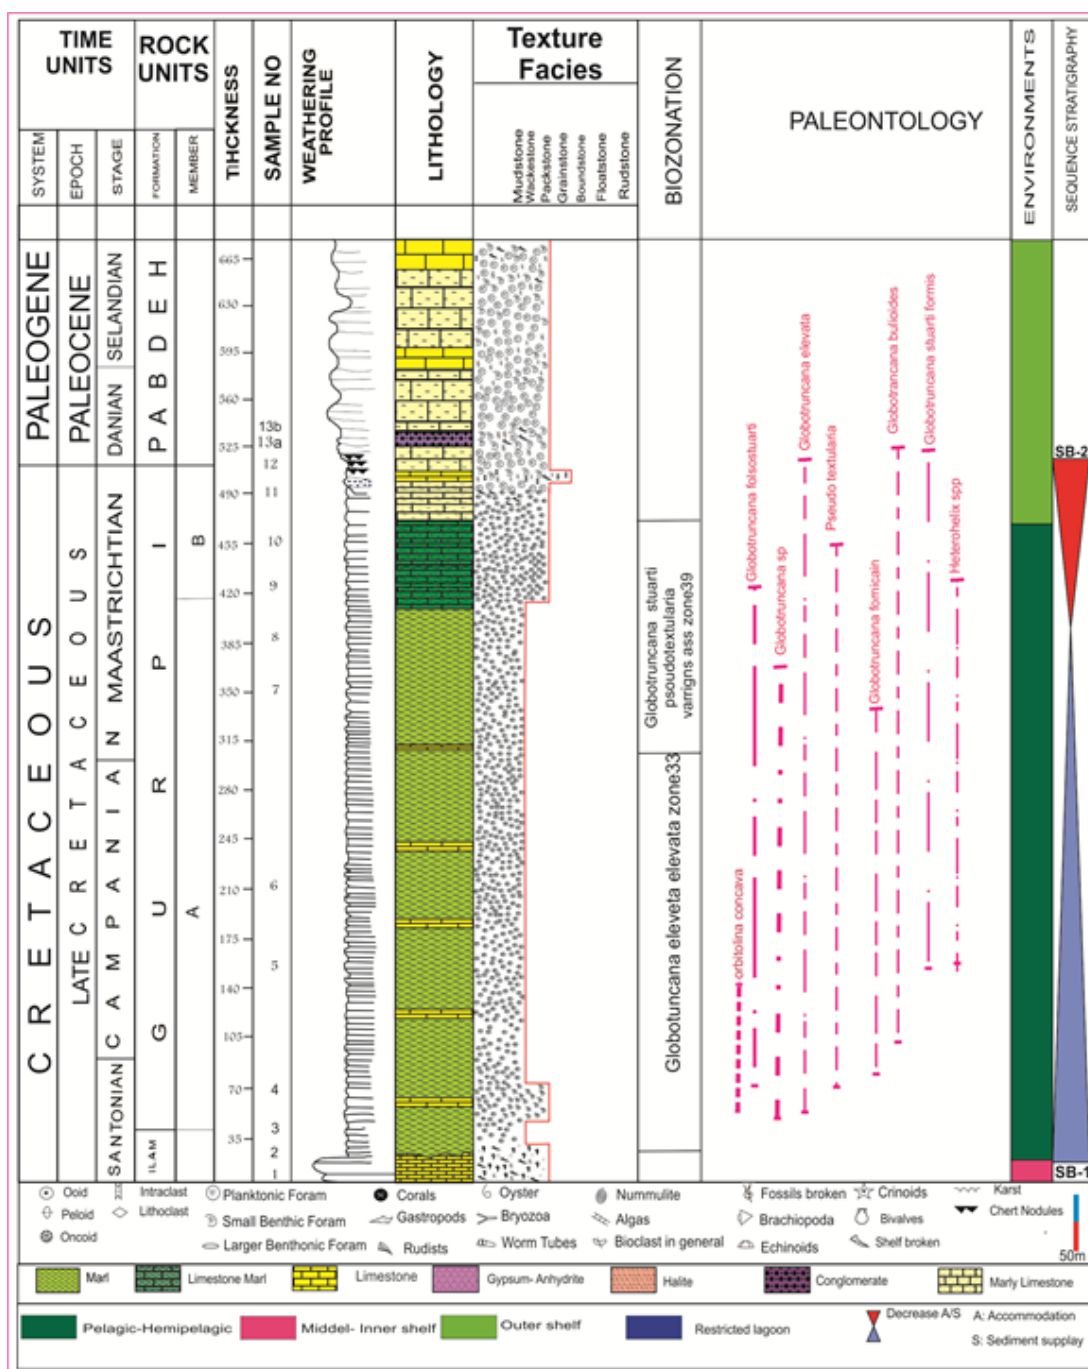 TIME UNITS
ROCK UNITS
THCKNESS
SAMPLE NO
WEATHERING PROFILE
LITHOLOGY
Texture Facies
Mudstone
Wackestone
Packstone
Grainstone
Boundstone
Floatstone
Rudstone
BIOZONATION
PALEONTOLOGY
ENVIRONMENTS
SEQUENCE STRATIGRAPHY
SYSTEM
EPOCH
STAGE
FORMATION
MEMBER
PALEOGENE
CRETACEOUS
PALEOCENE
LATE CRETACEOUS
SELANDIAN
DANIAN
MAASTRICHTIAN
CAMPANIAN
SANTONIAN
PABDEH
GURPI
ILAM
B
A
665
630
595
560
525
490
455
420
385
350
315
280
245
210
175
140
105
70
35
13b
13a
12
11
10
9
8
7
6
5
4
3
2
1
Globotruncana stuarti
psoudotextularia
varrigns ass zone39
Globotuncana eleveta elevata zone33
orbitolina concava
Globotruncana folsostuarti
Globotruncana sp
Globotruncana elevata
Pseudo textularia
Globotruncana fornicain
Globotrancana bulioides
Globotruncana stuarti formis
Heterohelix spp
SB-2
SB-1
Ooid
Intraclast
Planktonic Foram
Corals
Oyster
Nummulite
Fossils broken
Crinoids
Karst
Peloid
Lithoclast
Small Benthic Foram
Gastropods
Bryozoa
Algas
Brachiopoda
Bivalves
Chert Nodules
Oncoid
Larger Benthonic Foram
Rudists
Worm Tubes
Bioclast in general
Echinoids
Shelf broken
50m
Marl
Limestone Marl
Limestone
Gypsum- Anhydrite
Halite
Conglomerate
Marly Limestone
Pelagic-Hemipelagic
Middel- Inner shelf
Outer shelf
Restricted lagoon
Decrease A/S
A: Accommodation
S: Sediment supplay